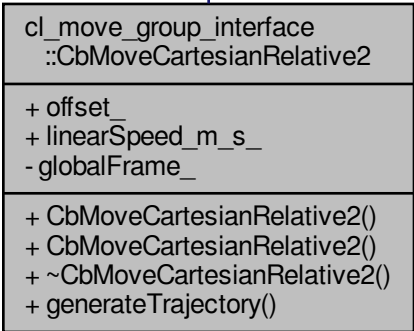 cl_move_group_interface
::CbMoveCartesianRelative2
+ offset_
+ linearSpeed_m_s_
- globalFrame_
+ CbMoveCartesianRelative2()
+ CbMoveCartesianRelative2()
+ ~CbMoveCartesianRelative2()
+ generateTrajectory()